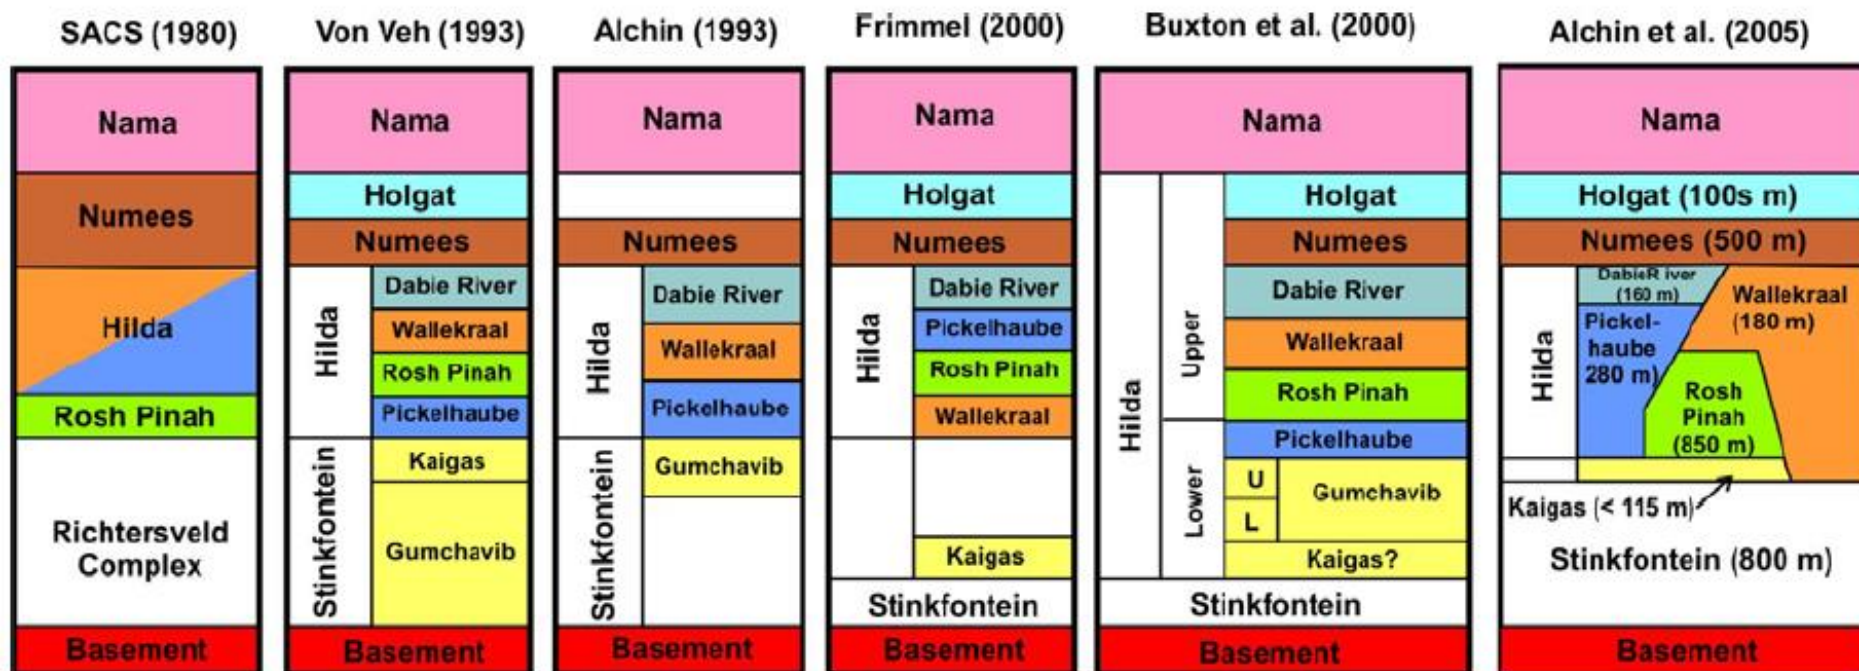 SACS (1980)
Nama
Numees
Hilda
Rosh Pinah
Richtersveld
Complex
Basement
Von Veh (1993)
Nama
Holgat
Numees
Hilda
Dabie River
Wallekraal
Rosh Pinah
Pickelhaube
Stinkfontein
Kaigas
Gumchavib
Basement
Alchin (1993)
Nama
Numees
Hilda
Dabie River
Wallekraal
Pickelhaube
Stinkfontein
Gumchavib
Basement
Frimmel (2000)
Nama
Holgat
Numees
Hilda
Dabie River
Pickelhaube
Rosh Pinah
Wallekraal
Kaigas
Stinkfontein
Basement
Buxton et al. (2000)
Nama
Hilda
Upper
Holgat
Numees
Dabie River
Wallekraal
Rosh Pinah
Lower
Pickelhaube
U
L
Gumchavib
Kaigas?
Stinkfontein
Basement
Alchin et al. (2005)
Nama
Holgat (100s m)
Numees (500 m)
Hilda
DabieR iver
(160 m)
Wallekraal
(180 m)
Pickel-
haube
280 m)
Rosh
Pinah
(850 m)
Kaigas (< 115 m)
Stinkfontein (800 m)
Basement